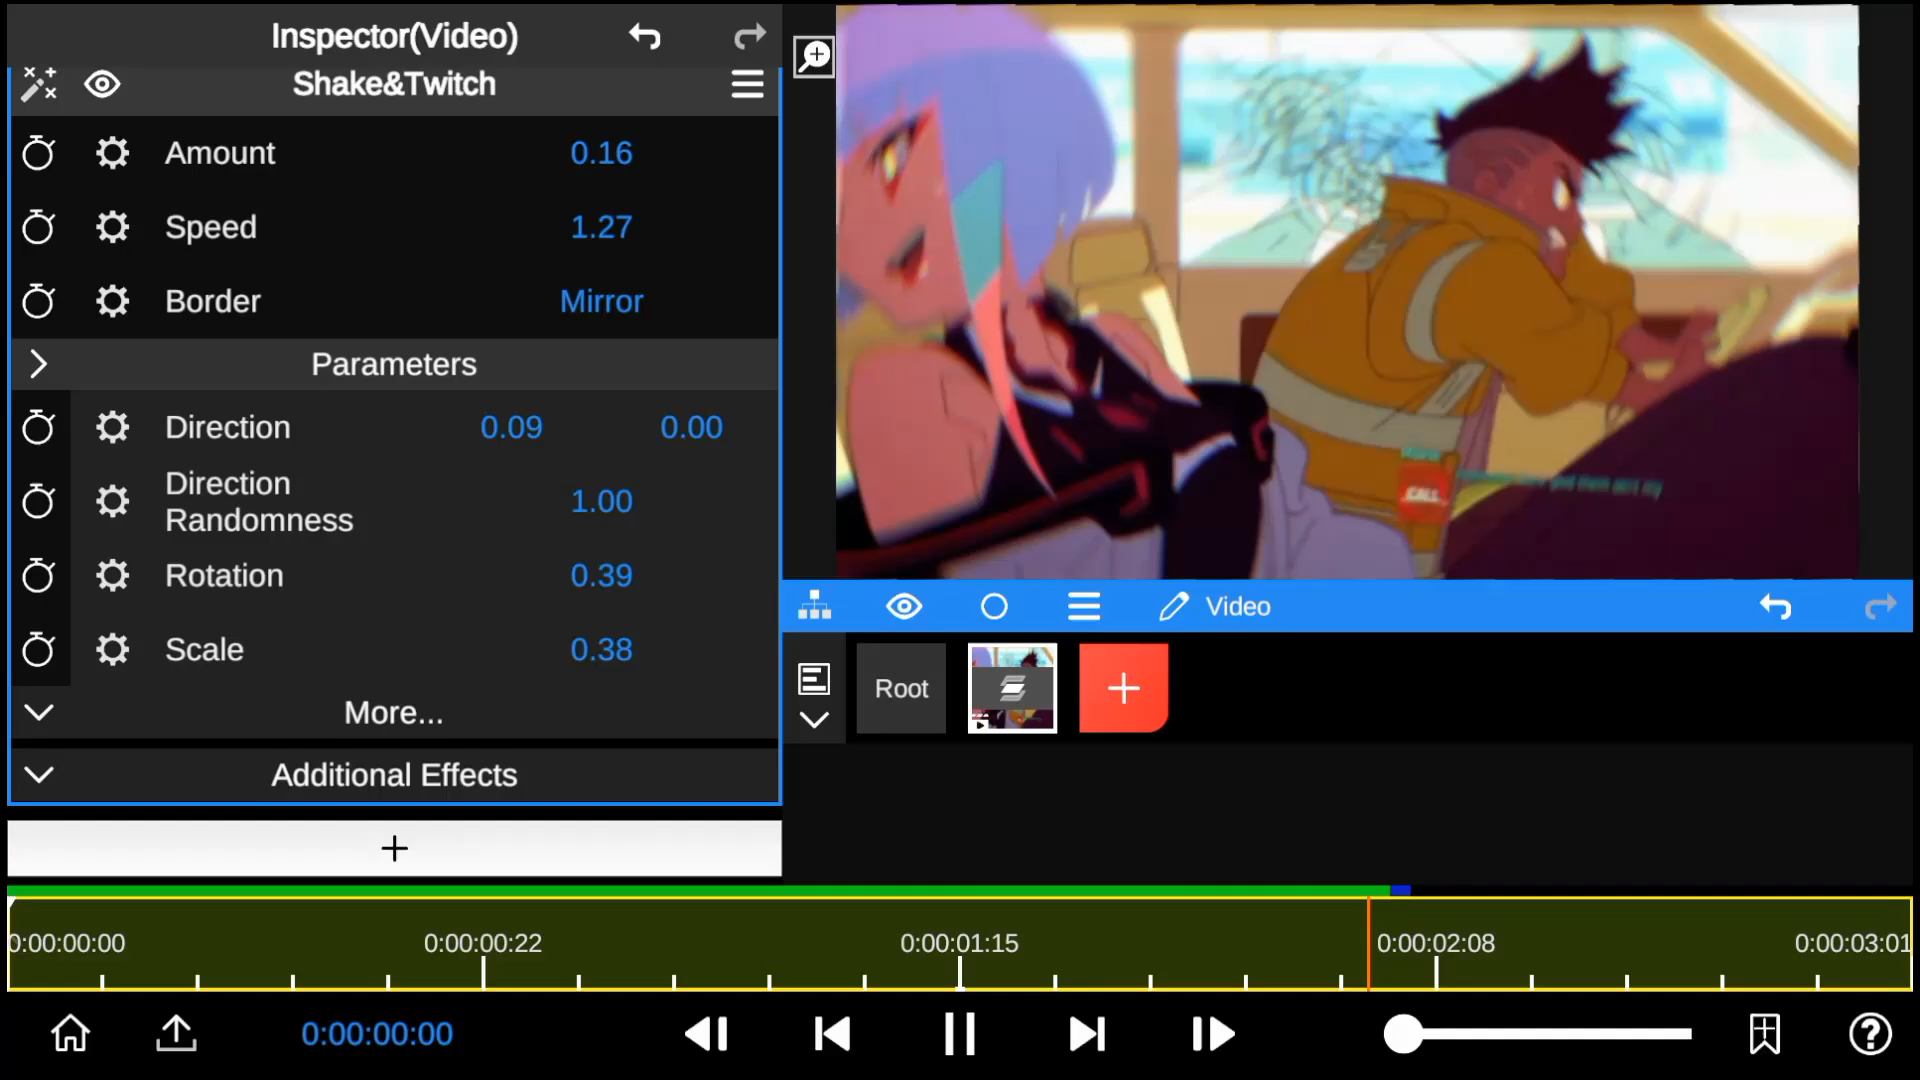 Inspector(Video)
Shake&Twitch
Amount 0.16
Speed 1.27
Border Mirror
Parameters
Direction 0.09 0.00
Direction
Randomness 1.00
Rotation 0.39
Scale 0.38
More...
Additional Effects
+
CALL
Video
Root
+
0:00:00:00 0:00:00:22 0:00:01:15 0:00:02:08 0:00:03:01
0:00:00:00